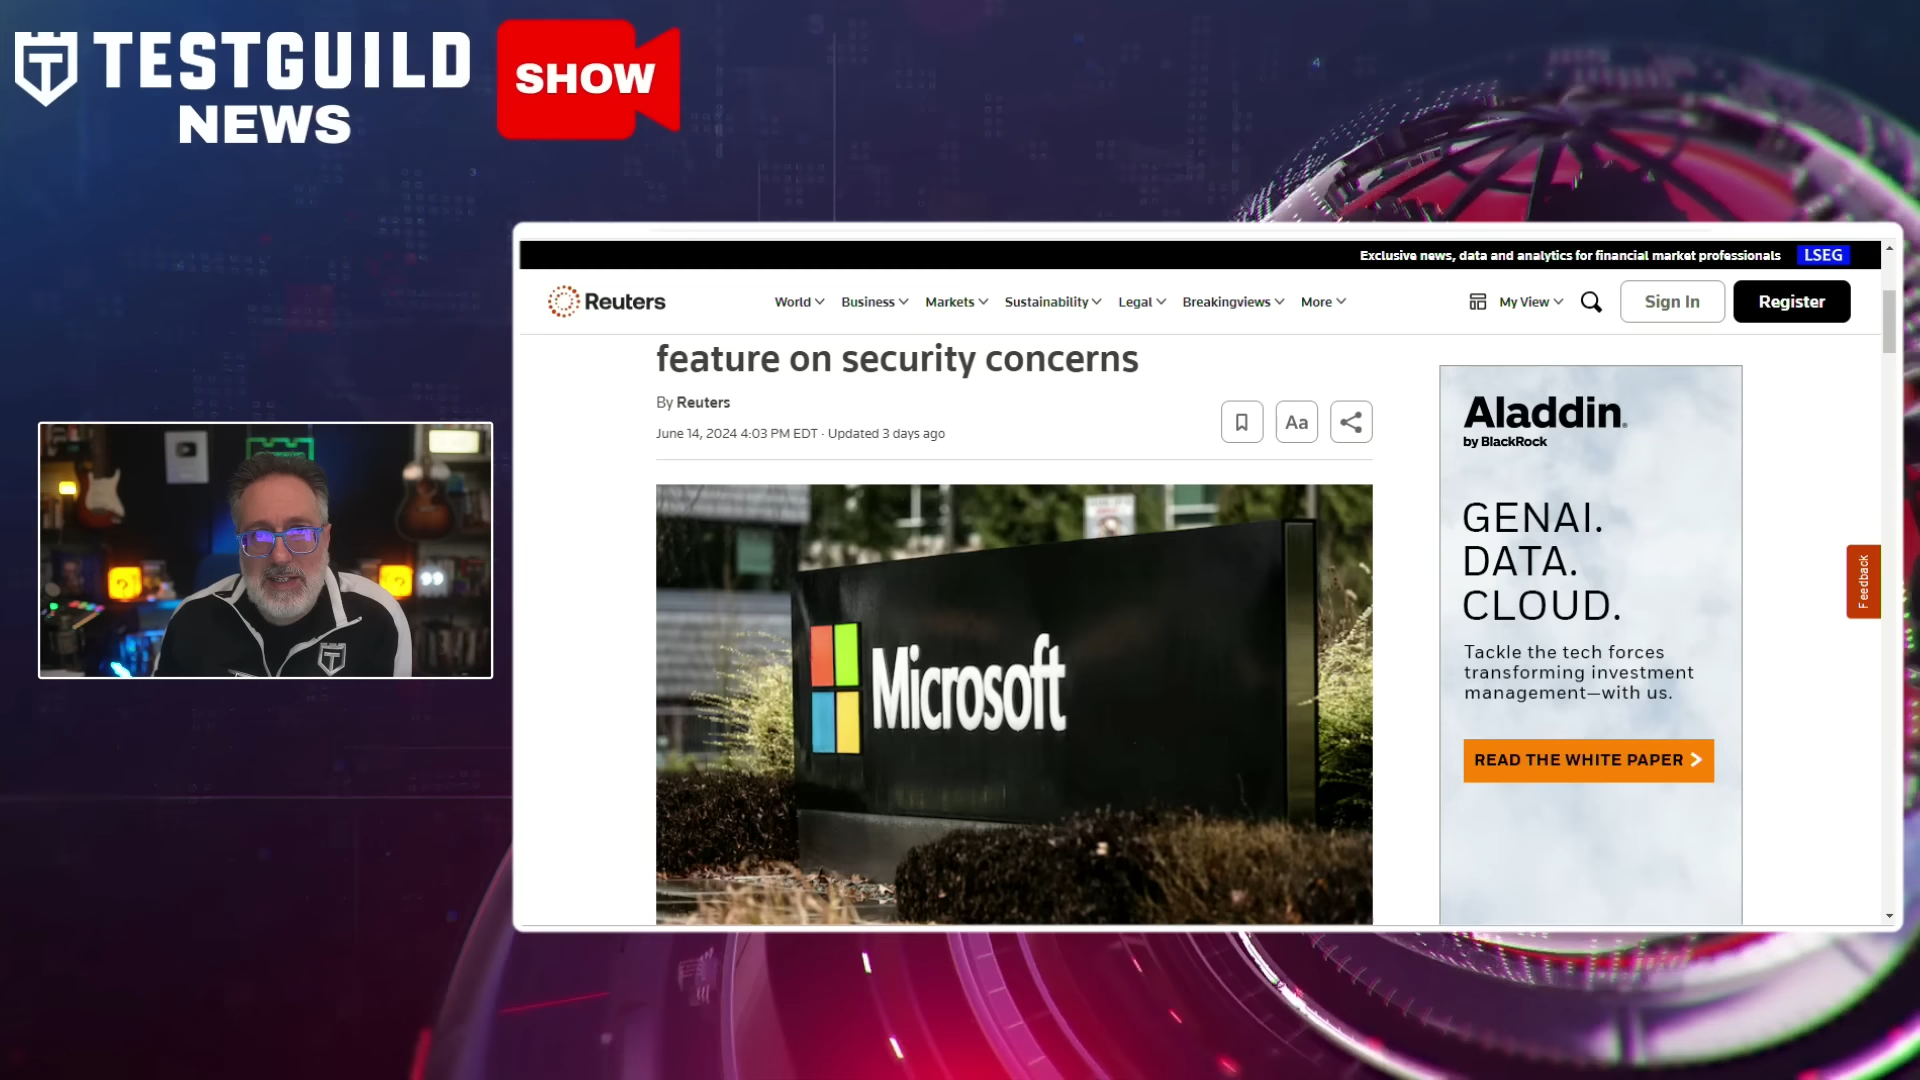 TESTGUILD
NEWS
SHOW
Exclusive news, data and analytics for financial market professionals LSEG
Reuters World Business Markets Sustainability Legal Breakingviews More My View Sign In Register
feature on security concerns
By Reuters
June 14, 2024 4:03 PM EDT · Updated 3 days ago
Aa
Microsoft
Aladdin.
by BlackRock
GENAI.
DATA.
CLOUD.
Tackle the tech forces
transforming investment
management—with us.
READ THE WHITE PAPER
Feedback